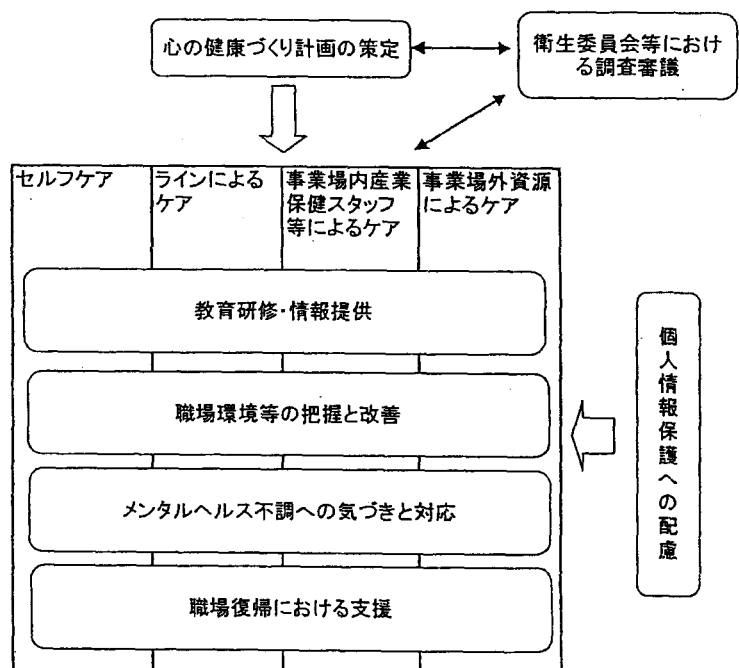 心の健康づくり計画の策定
衛生委員会等におけ
る調査審議
セルフケア
ラインによる
ケア
事業場内産業
保健スタッフ
等によるケア
事業場外資源
によるケア
教育研修・情報提供
職場環境等の把握と改善
メンタルヘルス不調への気づきと対応
職場復帰における支援
個人情報保護への配慮